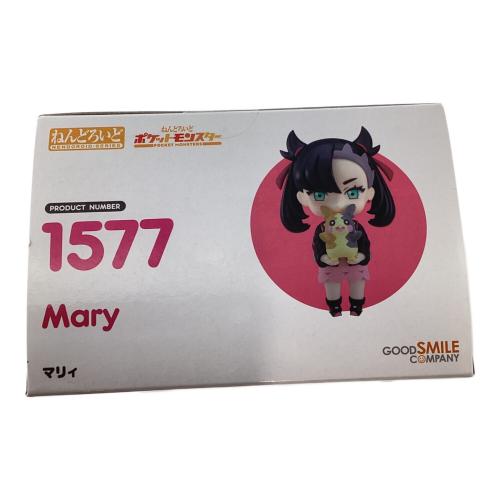 ねんどろいど
NENDOROID SERIES
ねんどろいど
ポケットモンスター
POCKET MONSTERS
PRODUCT NUMBER
1577
Mary
マリィ
GOOD SMILE
COMPANY